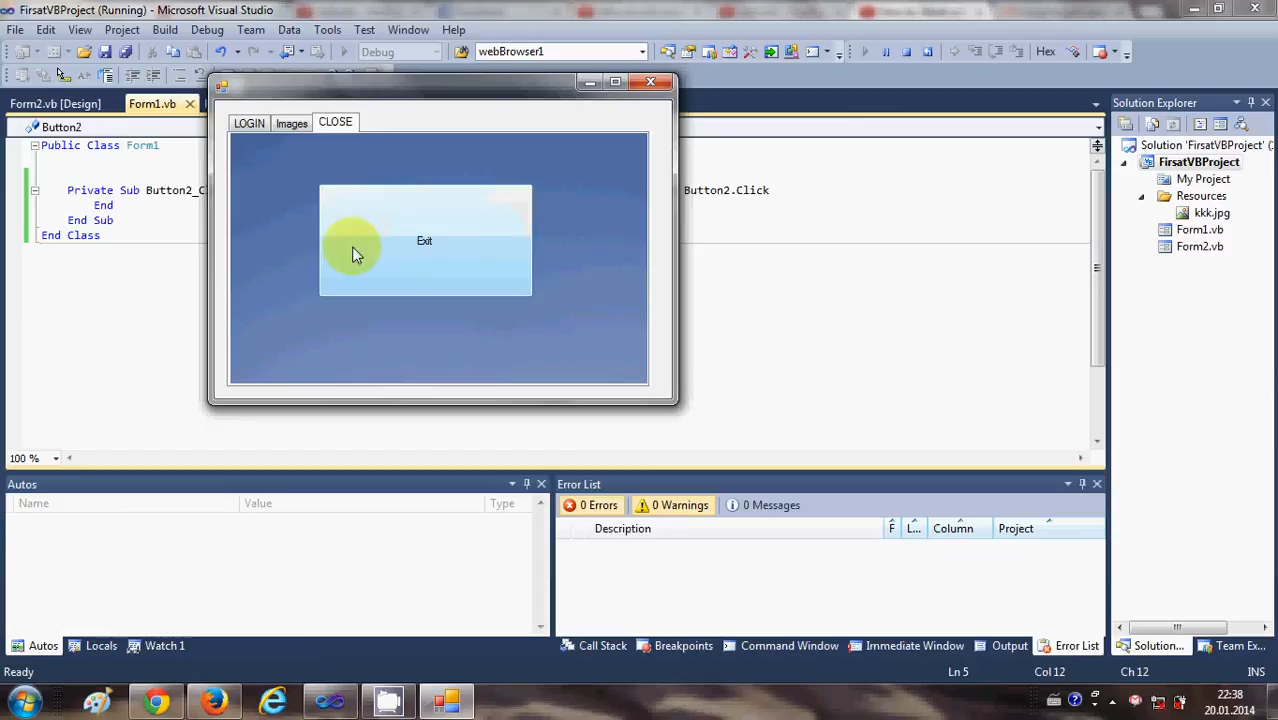 FirsatVBProject (Running) - Microsoft Visual Studio
File Edit View Project Build Debug Team Data Tools Test Window Help
Debug webBrowser1 Hex
Form2.vb [Design] Form1.vb Solution Explorer
Button2
LOGIN Images CLOSE
Public Class Form1
Private Sub Button2_C Button2.Click
End
End Sub
End Class
Exit
Solution 'FirsatVBProject' (
FirsatVBProject
My Project
Resources
kkk.jpg
Form1.vb
Form2.vb
100 %
Autos Error List
Name Value Type
0 Errors 0 Warnings 0 Messages
Description F L... Column Project
Autos Locals Watch 1 Call Stack Breakpoints Command Window Immediate Window Output Error List Solution... Team Ex...
Ready Ln 5 Col 12 Ch 12 INS
22:38
20.01.2014